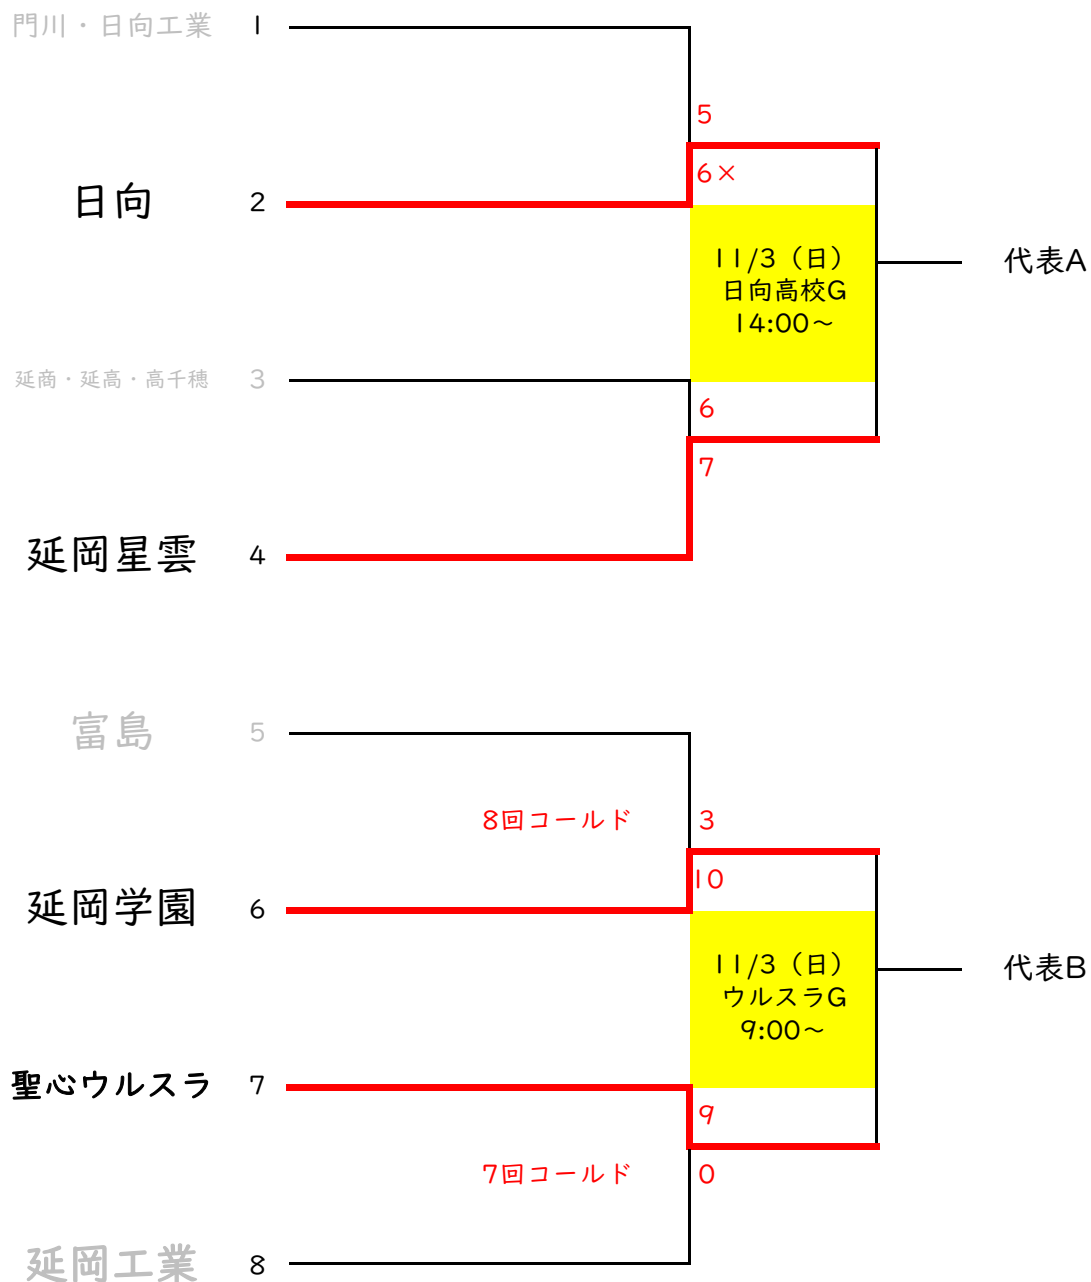 門川・日向工業 1
5
6×
日向 2
11/3（日）
日向高校G
14:00～
代表A
延商・延高・高千穂 3
6
7
延岡星雲 4
富島 5
8回コールド 3
10
延岡学園 6
11/3（日）
ウルスラG
9:00～
代表B
聖心ウルスラ 7
9
7回コールド 0
延岡工業 8